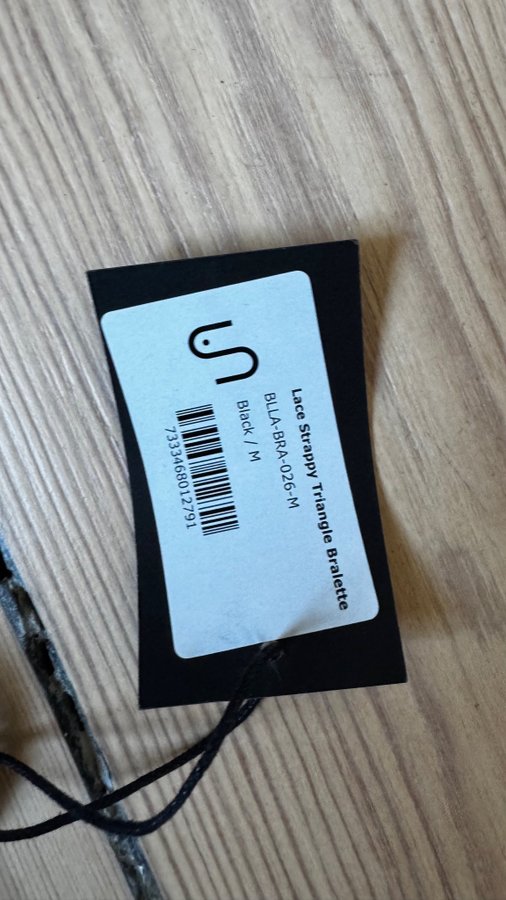 Lace Strappy Triangle Bralette
BLLA-BRA-026-M
Black / M
7333468012791